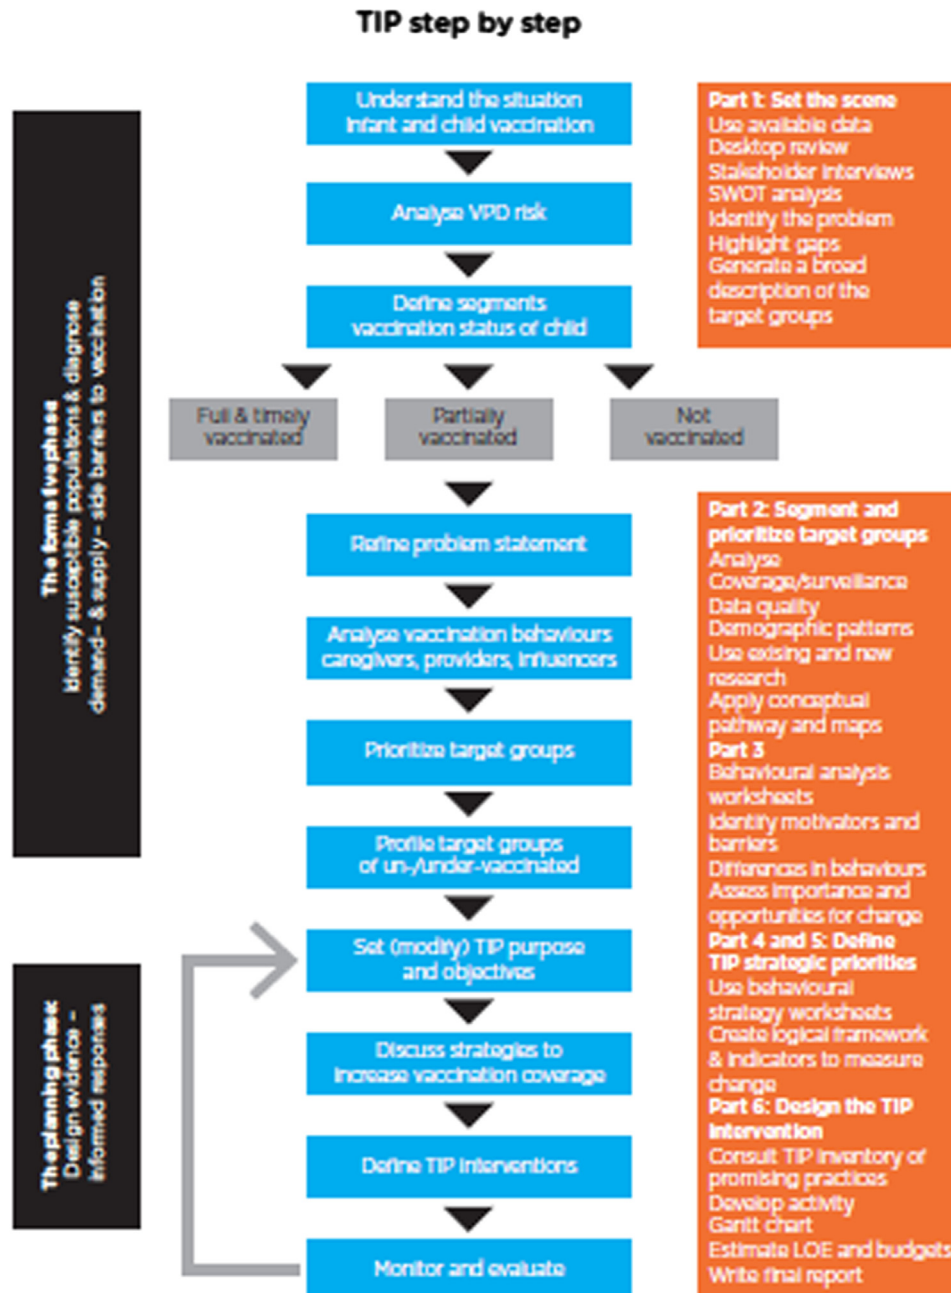 TIP step by step
The formative phase
Identify susceptible populations & diagnose
demand- & supply- side barriers to vaccination
Understand the situation
Infant and child vaccination
Analyse VPD risk
Define segments
vaccination status of child
Full & timely
vaccinated
Partially
vaccinated
Not
vaccinated
Refine problem statement
Analyse vaccination behaviours
caregivers, providers, influencers
Prioritize target groups
Profile target groups
of un-/under-vaccinated
The planning phase:
Design evidence –
informed responses
Set (modify) TIP purpose
and objectives
Discuss strategies to
increase vaccination coverage
Define TIP interventions
Monitor and evaluate
Part 1: Set the scene
Use available data
Desktop review
Stakeholder interviews
SWOT analysis
Identify the problem
Highlight gaps
Generate a broad
description of the
target groups
Part 2: Segment and
prioritize target groups
Analyse
Coverage/surveillance
Data quality
Demographic patterns
Use exising and new
research
Apply conceptual
pathway and maps
Part 3
Behavioural analysis
worksheets
Identify motivators and
barriers
Differences in behaviours
Assess importance and
opportunities for change
Part 4 and 5: Define
TIP strategic priorities
Use behavioural
strategy worksheets
Create logical framework
& indicators to measure
change
Part 6: Design the TIP
intervention
Consult TIP Inventory of
promising practices
Develop activity
Gantt chart
Estimate LOE and budgets
Write final report